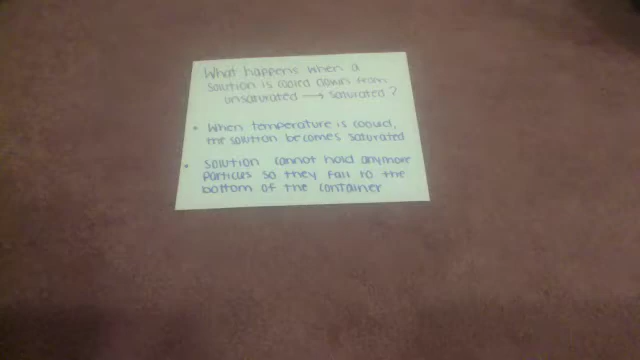 What happens when a
solution is cooled down from
unsaturated → saturated?
• When temperature is cooled,
the solution becomes saturated
• Solution cannot hold anymore
particles so they fall to the
bottom of the container